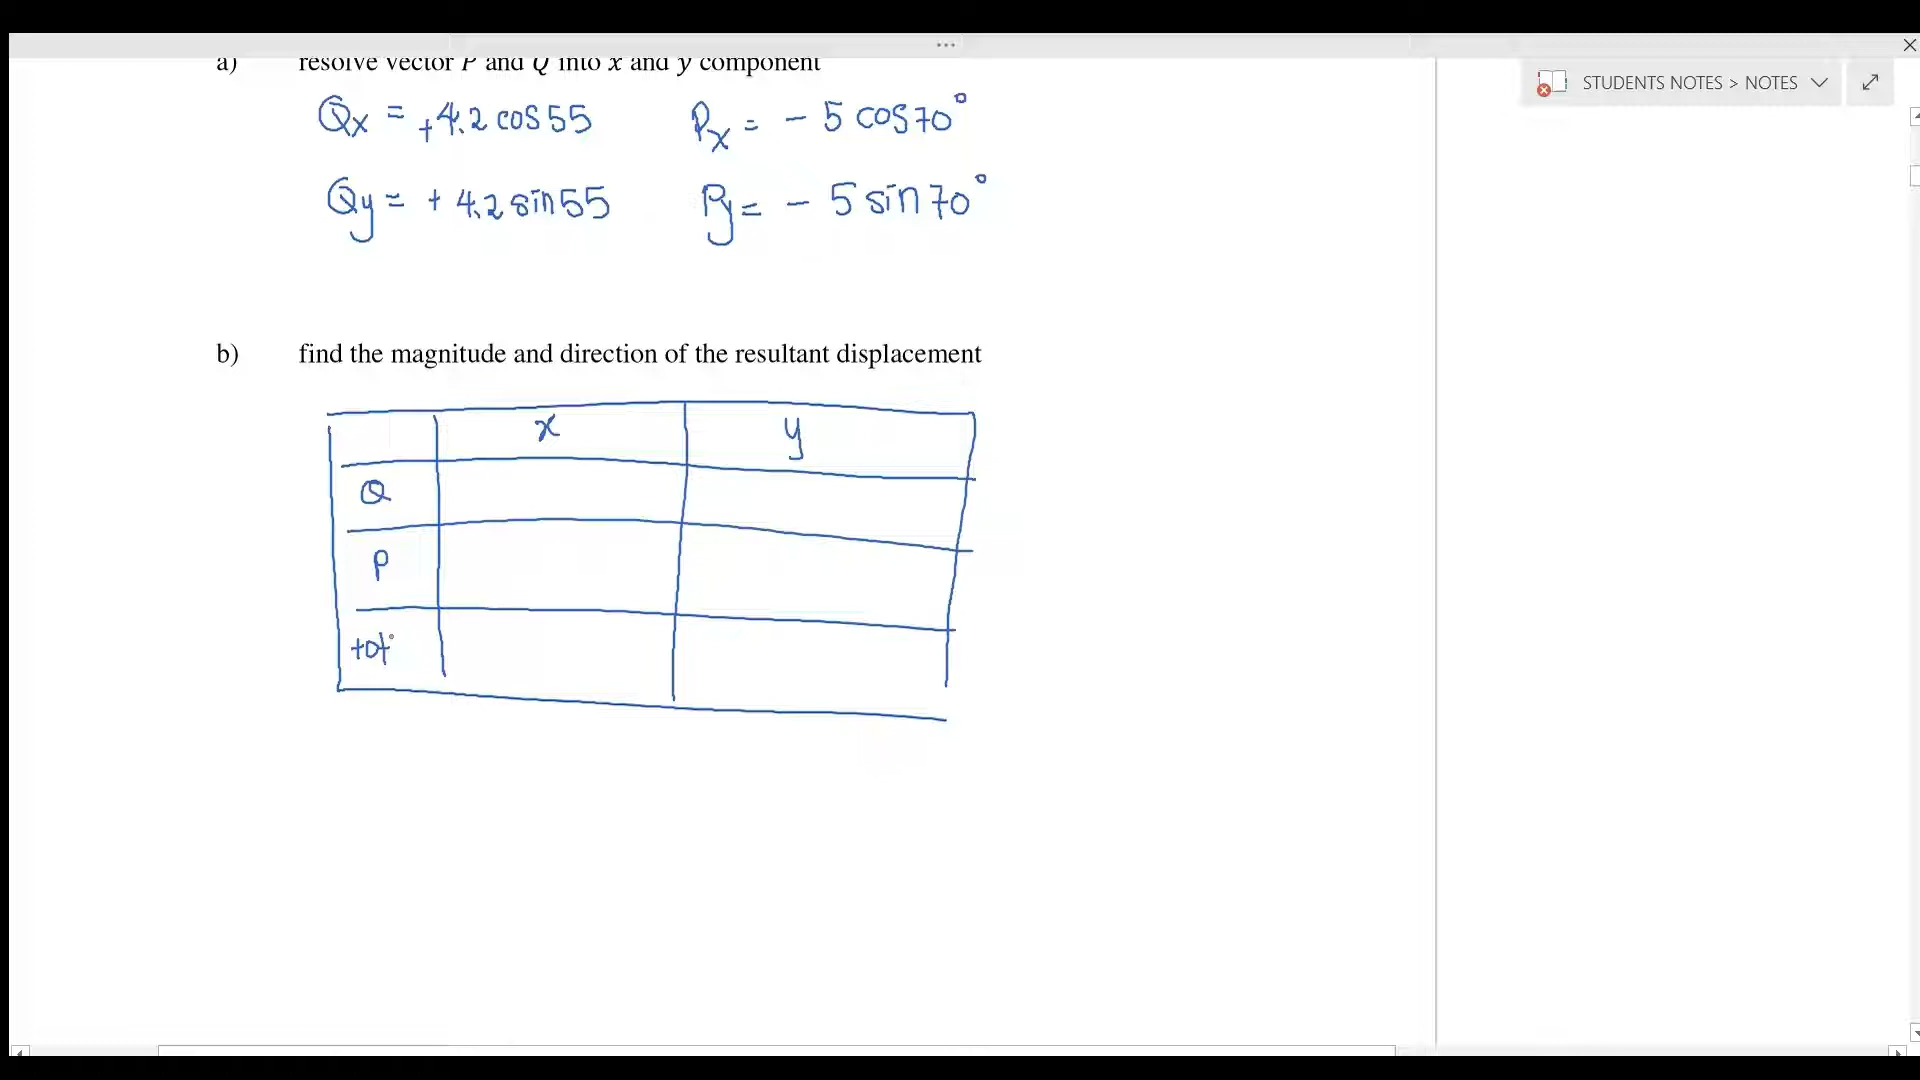 a) resolve vector P and Q into x and y component
STUDENTS NOTES > NOTES
Qx = +4.2 cos 55 Px = - 5 cos 70°
Qy = + 4.2 sin 55 Py = - 5 sin 70°
b) find the magnitude and direction of the resultant displacement
x y
Q
P
tot